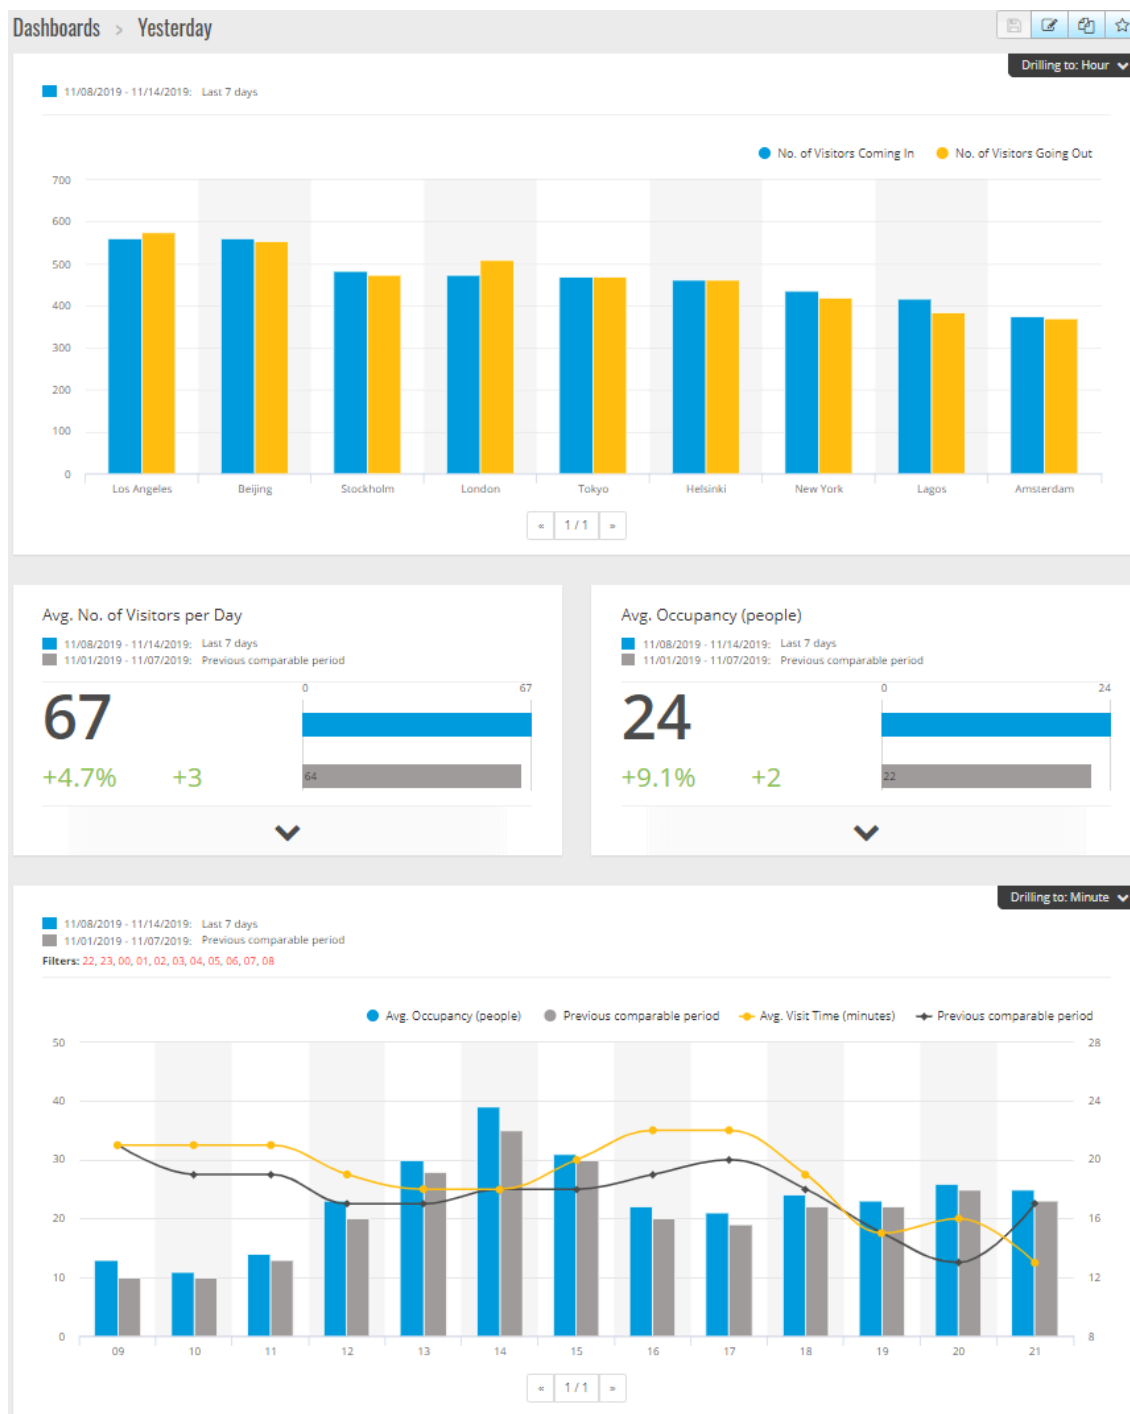 Dashboards > Yesterday
Drilling to: Hour
11/08/2019 - 11/14/2019: Last 7 days
No. of Visitors Coming In No. of Visitors Going Out
700
600
500
400
300
200
100
0
Los Angeles Beijing Stockholm London Tokyo Helsinki New York Lagos Amsterdam
« 1 / 1 »
Avg. No. of Visitors per Day
11/08/2019 - 11/14/2019: Last 7 days
11/01/2019 - 11/07/2019: Previous comparable period
0 67
67
+4.7% +3
64
Avg. Occupancy (people)
11/08/2019 - 11/14/2019: Last 7 days
11/01/2019 - 11/07/2019: Previous comparable period
0 24
24
+9.1% +2
22
Drilling to: Minute
11/08/2019 - 11/14/2019: Last 7 days
11/01/2019 - 11/07/2019: Previous comparable period
Filters: 22, 23, 00, 01, 02, 03, 04, 05, 06, 07, 08
Avg. Occupancy (people) Previous comparable period Avg. Visit Time (minutes) Previous comparable period
50 28
40 24
30 20
20 16
10 12
0 8
09 10 11 12 13 14 15 16 17 18 19 20 21
« 1 / 1 »